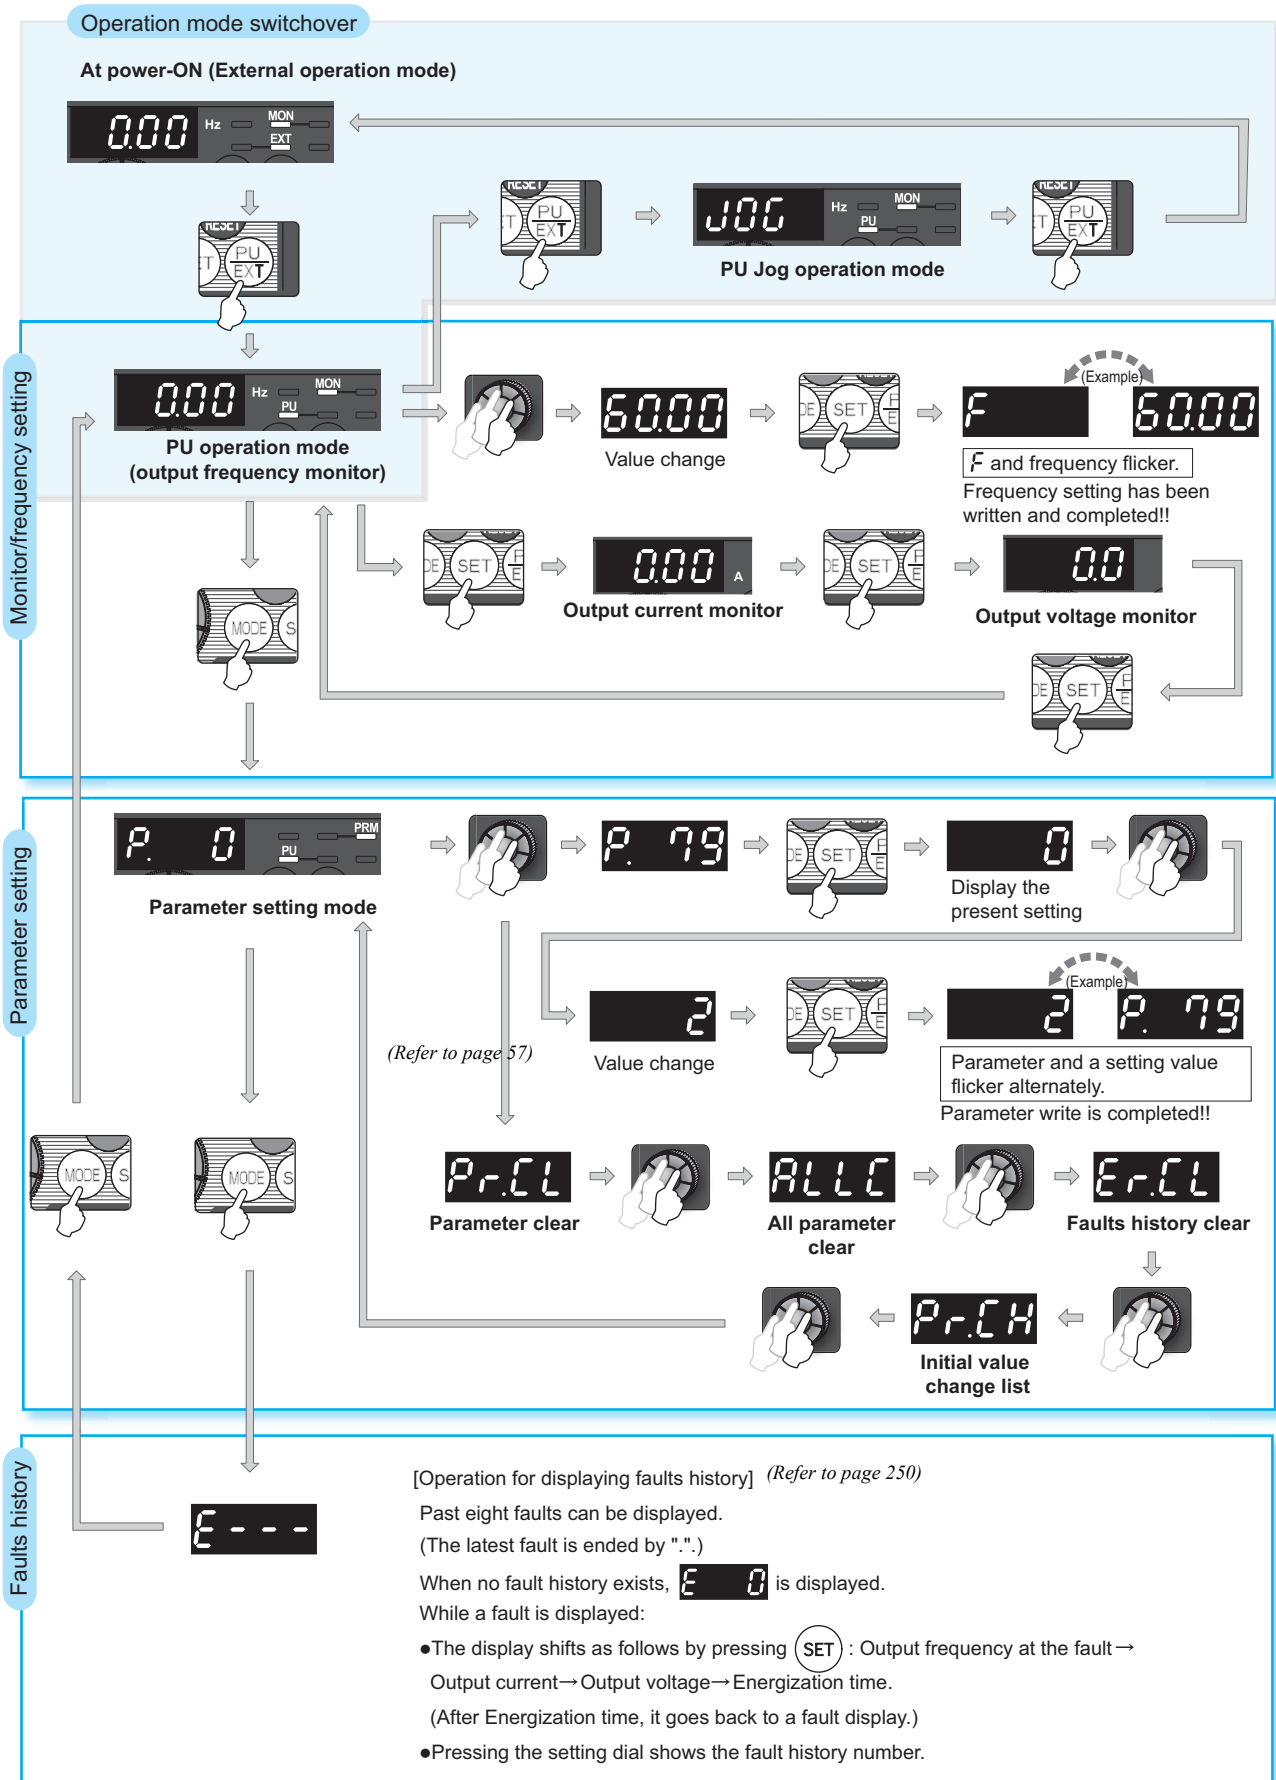 Operation mode switchover
At power-ON (External operation mode)
0.00 Hz MON EXT
RESET
PU
EXT
RESET
PU
EXT
JOG Hz MON PU
PU Jog operation mode
RESET
PU
EXT
Monitor/frequency setting
0.00 Hz MON PU
PU operation mode
(output frequency monitor)
60.00
Value change
SET
(Example)
F 60.00
F and frequency flicker.
Frequency setting has been
written and completed!!
SET
0.00 A
Output current monitor
SET
0.0
Output voltage monitor
MODE
SET
Parameter setting
P. 0 PRM PU
Parameter setting mode
P. 79
SET
0
Display the
present setting
2
Value change
SET
(Example)
2 P. 79
Parameter and a setting value
flicker alternately.
Parameter write is completed!!
(Refer to page 57)
MODE
MODE
Pr.CL
Parameter clear
ALLC
All parameter
clear
Er.CL
Faults history clear
Pr.CH
Initial value
change list
Faults history
E---
[Operation for displaying faults history] (Refer to page 250)
Past eight faults can be displayed.
(The latest fault is ended by ".".)
When no fault history exists, E 0 is displayed.
While a fault is displayed:
●The display shifts as follows by pressing SET : Output frequency at the fault→
Output current→Output voltage→Energization time.
(After Energization time, it goes back to a fault display.)
●Pressing the setting dial shows the fault history number.